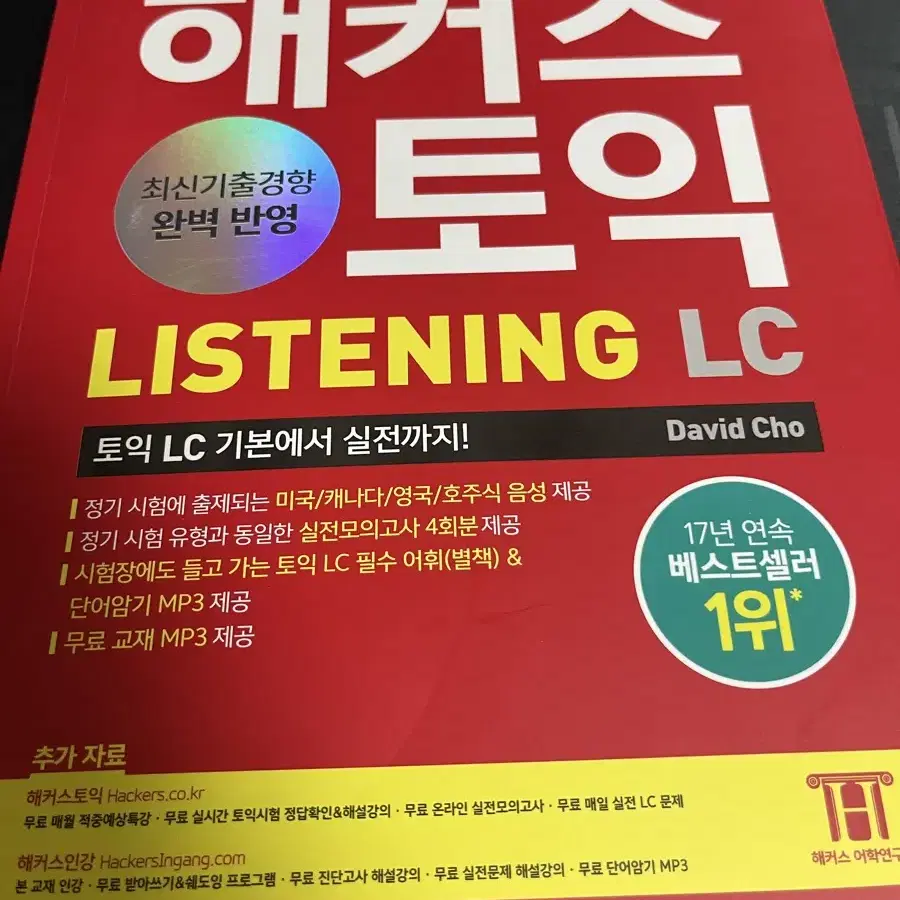 해커스
토익
최신기출경향
완벽 반영
LISTENING LC
토익 LC 기본에서 실전까지!
David Cho
정기 시험에 출제되는 미국/캐나다/영국/호주식 음성 제공
정기 시험 유형과 동일한 실전모의고사 4회분 제공
시험장에도 들고 가는 토익 LC 필수 어휘(별책) &
단어암기 MP3 제공
무료 교재 MP3 제공
17년 연속
베스트셀러
1위*
추가 자료
해커스토익 Hackers.co.kr
무료 매월 적중예상특강 · 무료 실시간 토익시험 정답확인&해설강의 · 무료 온라인 실전모의고사 · 무료 매일 실전 LC 문제
해커스인강 HackersIngang.com
본 교재 인강 · 무료 받아쓰기&쉐도잉 프로그램 · 무료 진단고사 해설강의 · 무료 실전문제 해설강의 · 무료 단어암기 MP3
해커스 어학연구